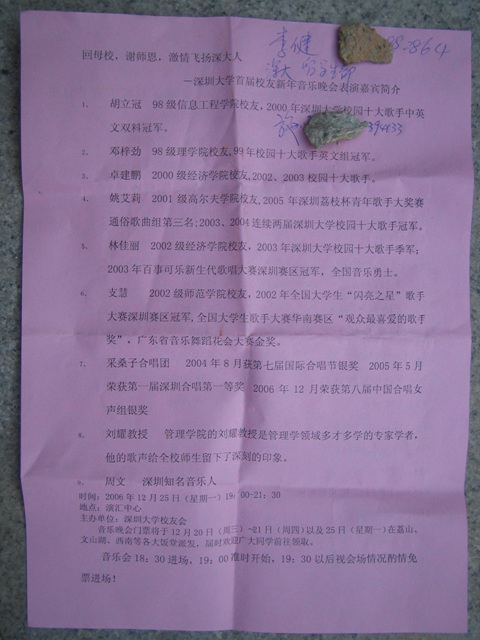 李健
回母校，谢师恩，激情飞扬深大人
—深圳大学首届校友新年音乐晚会表演嘉宾简介
1. 胡立冠 98级信息工程学院校友，2000年深圳大学校园十大歌手中英
文双料冠军。
2. 邓梓劲 98级理学院校友，99年校园十大歌手英文组冠军。
3. 卓建鹏 2000级经济学院校友，2002、2003校园十大歌手。
4. 姚艾莉 2001级高尔夫学院校友，2005年深圳荔枝杯青年歌手大奖赛
通俗歌曲组第三名；2003、2004连续两届深圳大学校园十大歌手冠军。
5. 林佳丽 2002级经济学院校友，2003年深圳大学校园十大歌手季军；
2003年百事可乐新生代歌唱大赛深圳赛区冠军，全国音乐勇士。
6. 支慧 2002级师范学院校友，2002年全国大学生“闪亮之星”歌手
大赛深圳赛区冠军，全国大学生歌手大赛华南赛区“观众最喜爱的歌手
奖”，广东省音乐舞蹈花会大赛金奖。
7. 采桑子合唱团 2004年8月获第七届国际合唱节银奖 2005年5月
荣获第一届深圳合唱第一等奖 2006年12月荣获第八届中国合唱女
声组银奖
8. 刘耀教授 管理学院的刘耀教授是管理学领域多才多学的专家学者，
他的歌声给全校师生留下了深刻的印象。
9. 周文 深圳知名音乐人
时间：2006年12月25日（星期一）19：00-21：30
地点：演汇中心
主办单位：深圳大学校友会
音乐晚会门票将于12月20日（周三）-21日（周四）以及25日（星期一）在荔山、
文山湖、西南等各大饭堂派发，届时欢迎广大同学前往领取。
音乐会18：30进场，19：00准时开始，19：30以后视会场情况酌情免
票进场！